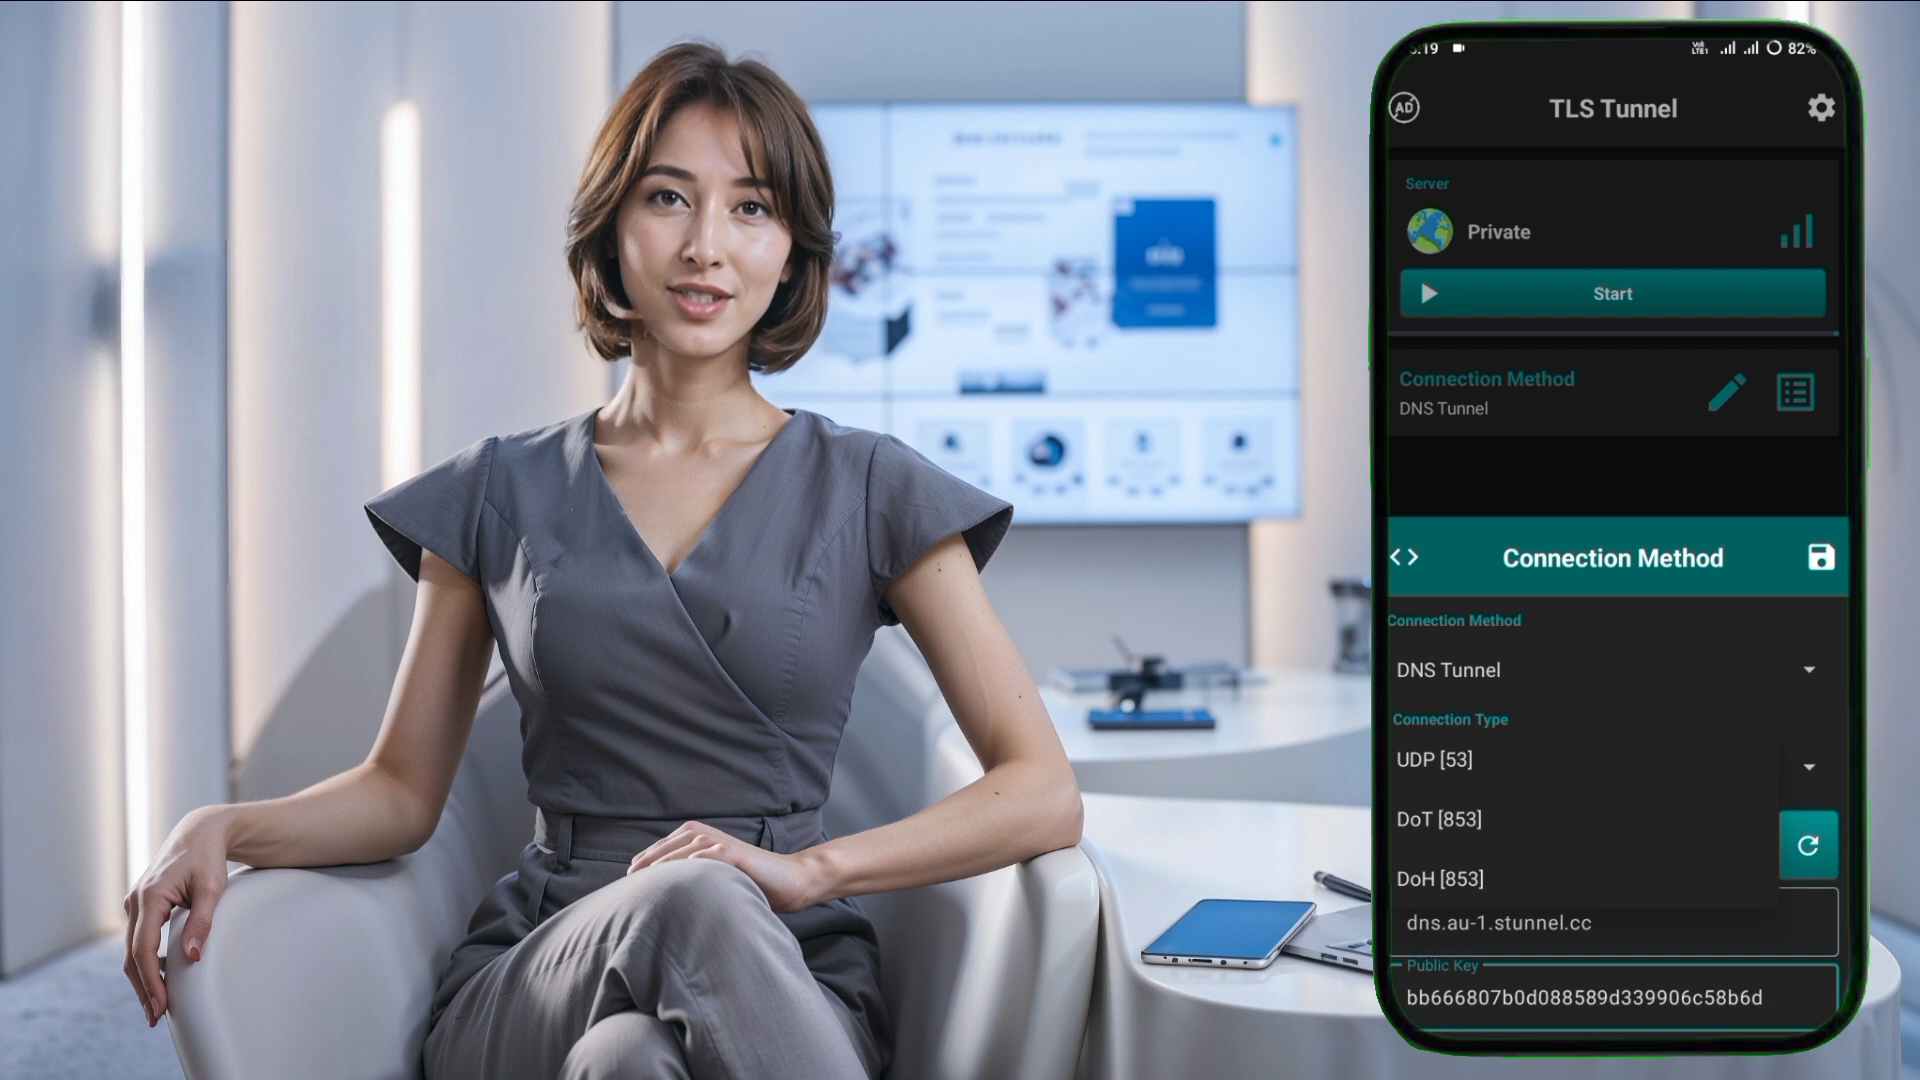 :19
82%
AD
TLS Tunnel
Server
Private
Start
Connection Method
DNS Tunnel
< >
Connection Method
Connection Method
DNS Tunnel
Connection Type
UDP [53]
DoT [853]
DoH [853]
dns.au-1.stunnel.cc
Public Key
bb666807b0d088589d339906c58b6d